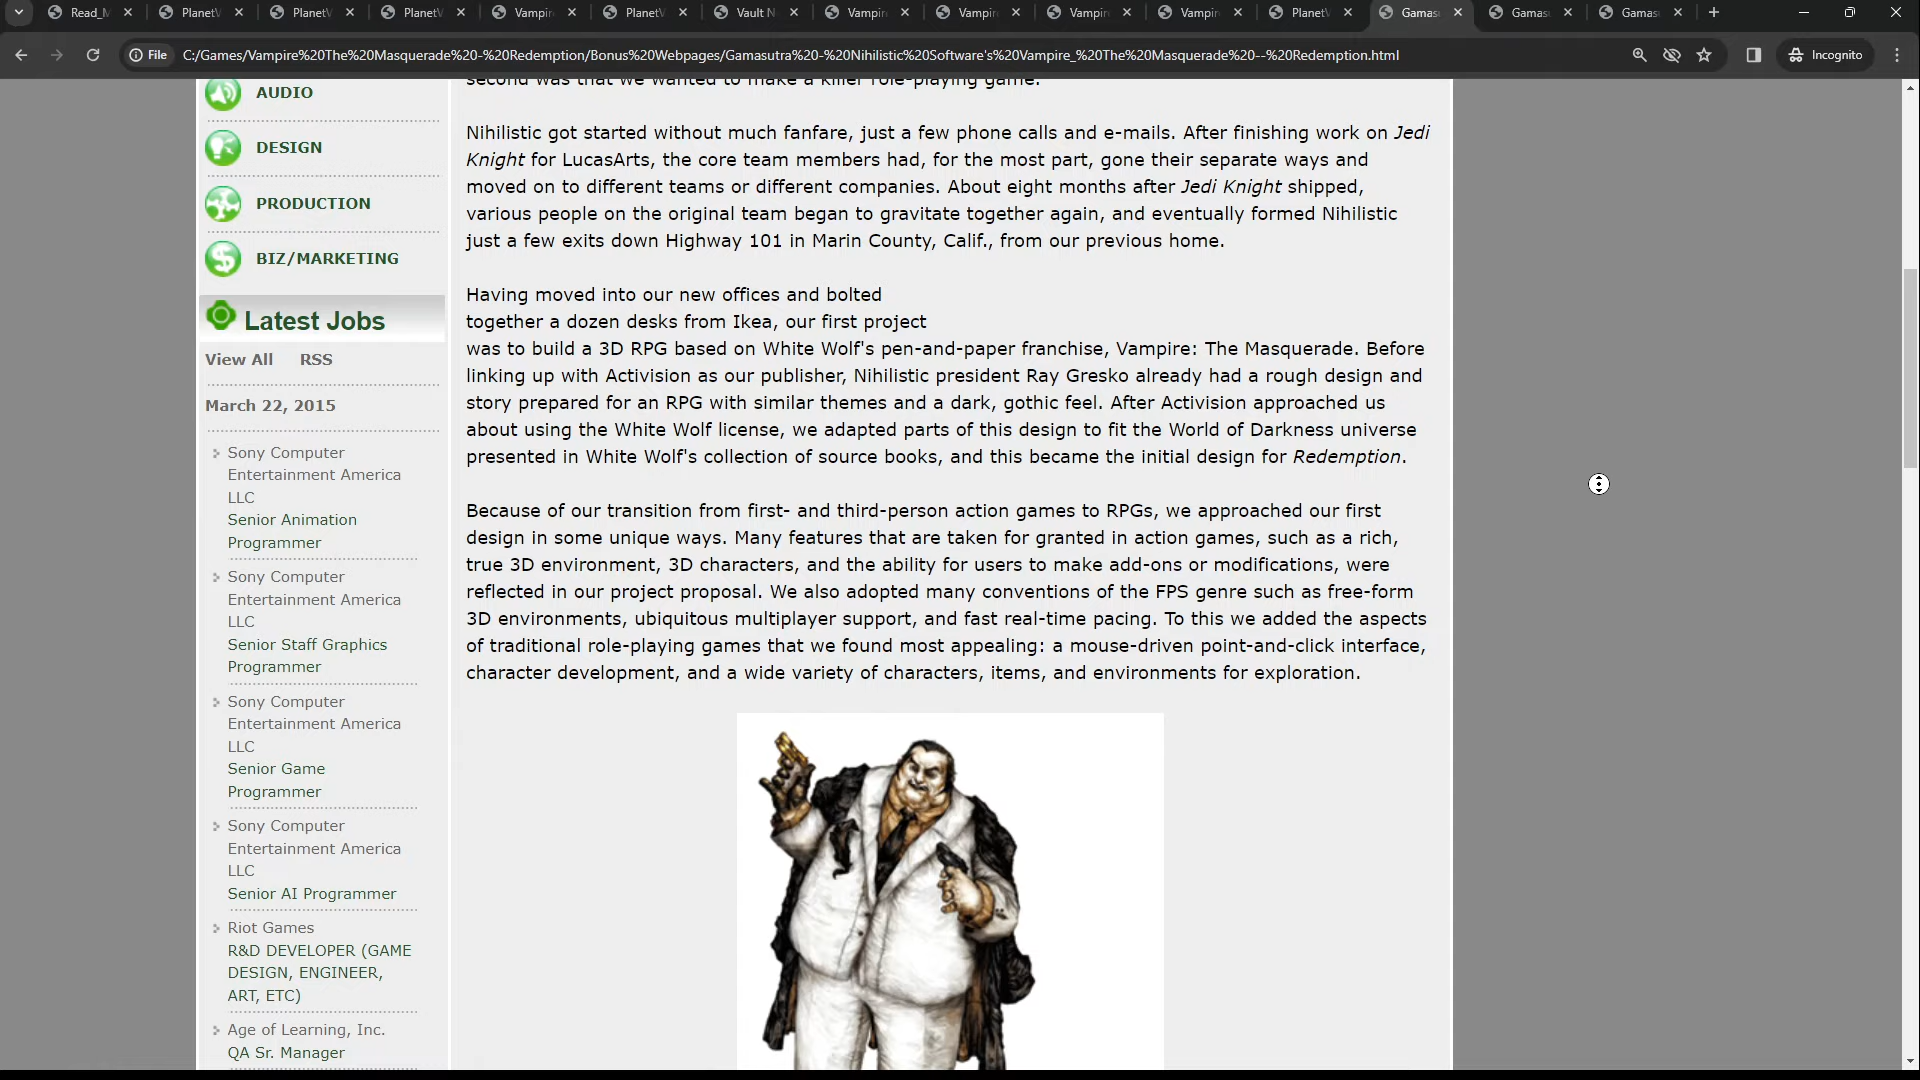 Read_M
PlanetV
PlanetV
PlanetV
Vampir
PlanetV
Vault N
Vampir
Vampir
Vampir
Vampir
PlanetV
Gamas
Gamas
Gamas
File
C:/Games/Vampire%20The%20Masquerade%20-%20Redemption/Bonus%20Webpages/Gamasutra%20-%20Nihilistic%20Software's%20Vampire_%20The%20Masquerade%20--%20Redemption.html
Incognito
AUDIO
DESIGN
PRODUCTION
BIZ/MARKETING
Latest Jobs
View All RSS
March 22, 2015
Sony Computer
Entertainment America
LLC
Senior Animation
Programmer
Sony Computer
Entertainment America
LLC
Senior Staff Graphics
Programmer
Sony Computer
Entertainment America
LLC
Senior Game
Programmer
Sony Computer
Entertainment America
LLC
Senior AI Programmer
Riot Games
R&D DEVELOPER (GAME
DESIGN, ENGINEER,
ART, ETC)
Age of Learning, Inc.
QA Sr. Manager
second was that we wanted to make a killer role-playing game.
Nihilistic got started without much fanfare, just a few phone calls and e-mails. After finishing work on Jedi
Knight for LucasArts, the core team members had, for the most part, gone their separate ways and
moved on to different teams or different companies. About eight months after Jedi Knight shipped,
various people on the original team began to gravitate together again, and eventually formed Nihilistic
just a few exits down Highway 101 in Marin County, Calif., from our previous home.
Having moved into our new offices and bolted
together a dozen desks from Ikea, our first project
was to build a 3D RPG based on White Wolf's pen-and-paper franchise, Vampire: The Masquerade. Before
linking up with Activision as our publisher, Nihilistic president Ray Gresko already had a rough design and
story prepared for an RPG with similar themes and a dark, gothic feel. After Activision approached us
about using the White Wolf license, we adapted parts of this design to fit the World of Darkness universe
presented in White Wolf's collection of source books, and this became the initial design for Redemption.
Because of our transition from first- and third-person action games to RPGs, we approached our first
design in some unique ways. Many features that are taken for granted in action games, such as a rich,
true 3D environment, 3D characters, and the ability for users to make add-ons or modifications, were
reflected in our project proposal. We also adopted many conventions of the FPS genre such as free-form
3D environments, ubiquitous multiplayer support, and fast real-time pacing. To this we added the aspects
of traditional role-playing games that we found most appealing: a mouse-driven point-and-click interface,
character development, and a wide variety of characters, items, and environments for exploration.